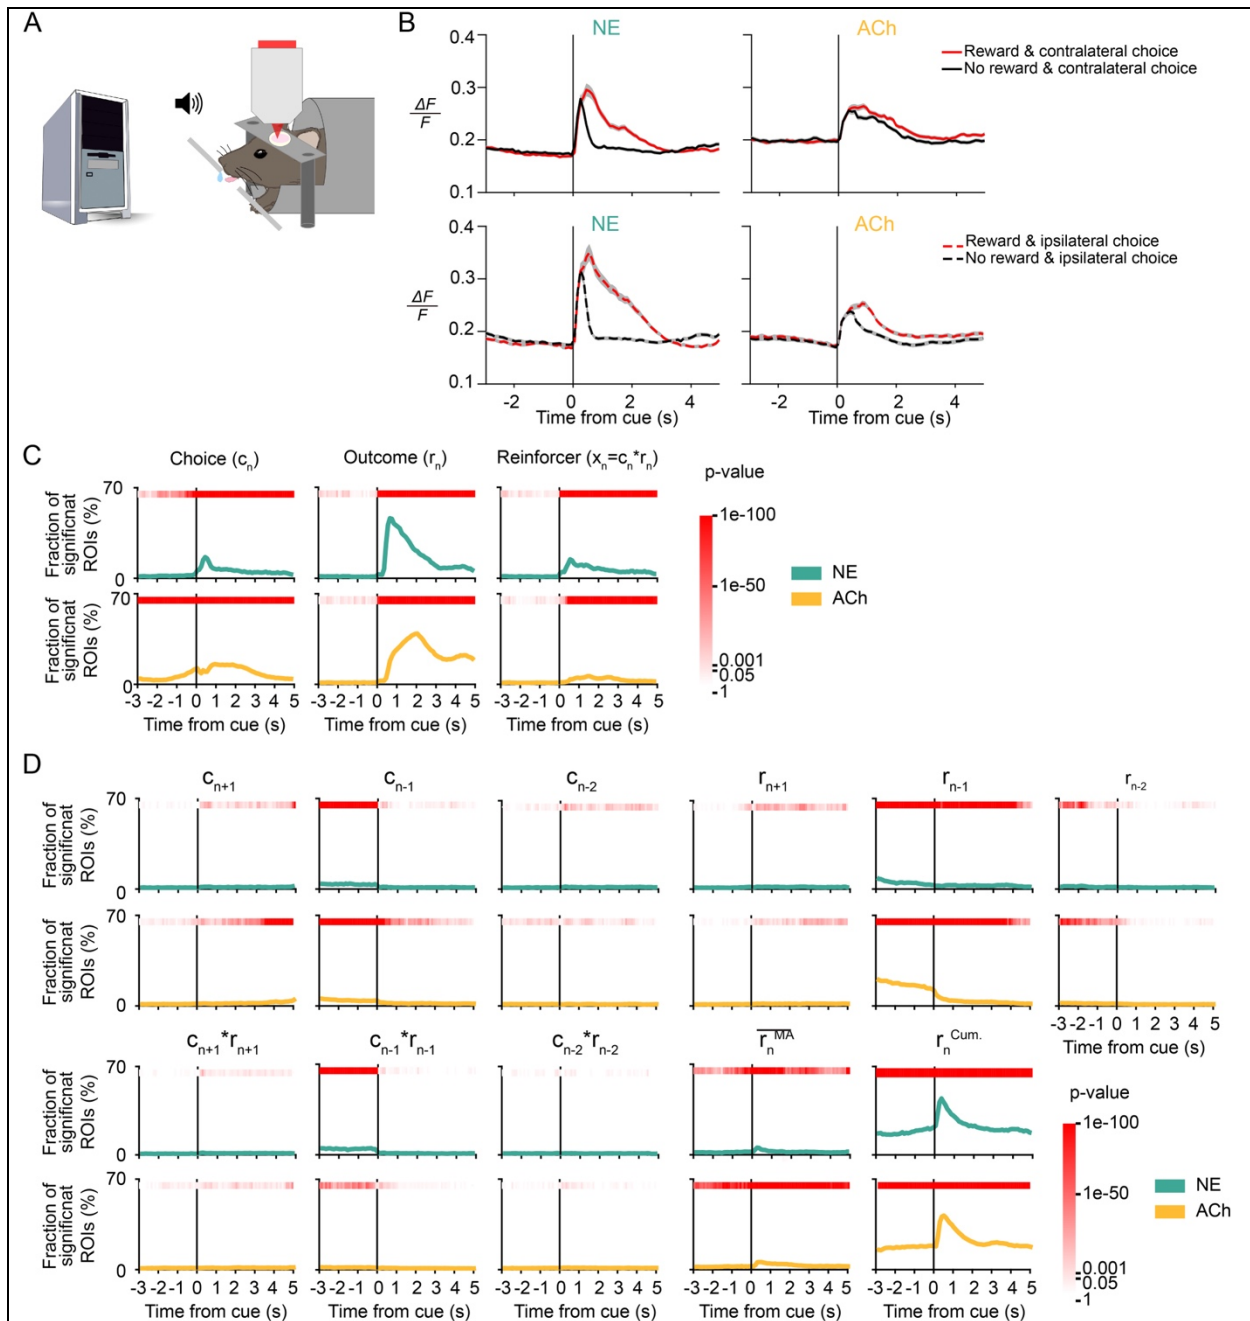 A
B
NE
ACh
0.4
0.3
ΔF
F
0.2
0.1
Reward & contralateral choice
No reward & contralateral choice
NE
ACh
0.4
0.3
ΔF
F
0.2
0.1
Reward & ipsilateral choice
No reward & ipsilateral choice
-2 0 2 4
-2 0 2 4
Time from cue (s)
Time from cue (s)
C
Choice (cn)
Outcome (rn)
Reinforcer (xn=cn*rn)
p-value
70
Fraction of
significnat
ROIs (%)
0
70
Fraction of
significnat
ROIs (%)
0
1e-100
1e-50
0.001
0.05
1
NE
ACh
-3 -2 -1 0 1 2 3 4 5
-3 -2 -1 0 1 2 3 4 5
-3 -2 -1 0 1 2 3 4 5
Time from cue (s)
Time from cue (s)
Time from cue (s)
D
cn+1
cn-1
cn-2
rn+1
rn-1
rn-2
70
Fraction of
significnat
ROIs (%)
0
70
Fraction of
significnat
ROIs (%)
0
-3 -2 -1 0 1 2 3 4 5
Time from cue (s)
cn+1*rn+1
cn-1*rn-1
cn-2*rn-2
rnMA
rnCum.
70
Fraction of
significnat
ROIs (%)
0
70
Fraction of
significnat
ROIs (%)
0
p-value
1e-100
1e-50
0.001
0.05
1
NE
ACh
-3 -2 -1 0 1 2 3 4 5
-3 -2 -1 0 1 2 3 4 5
-3 -2 -1 0 1 2 3 4 5
-3 -2 -1 0 1 2 3 4 5
-3 -2 -1 0 1 2 3 4 5
Time from cue (s)
Time from cue (s)
Time from cue (s)
Time from cue (s)
Time from cue (s)